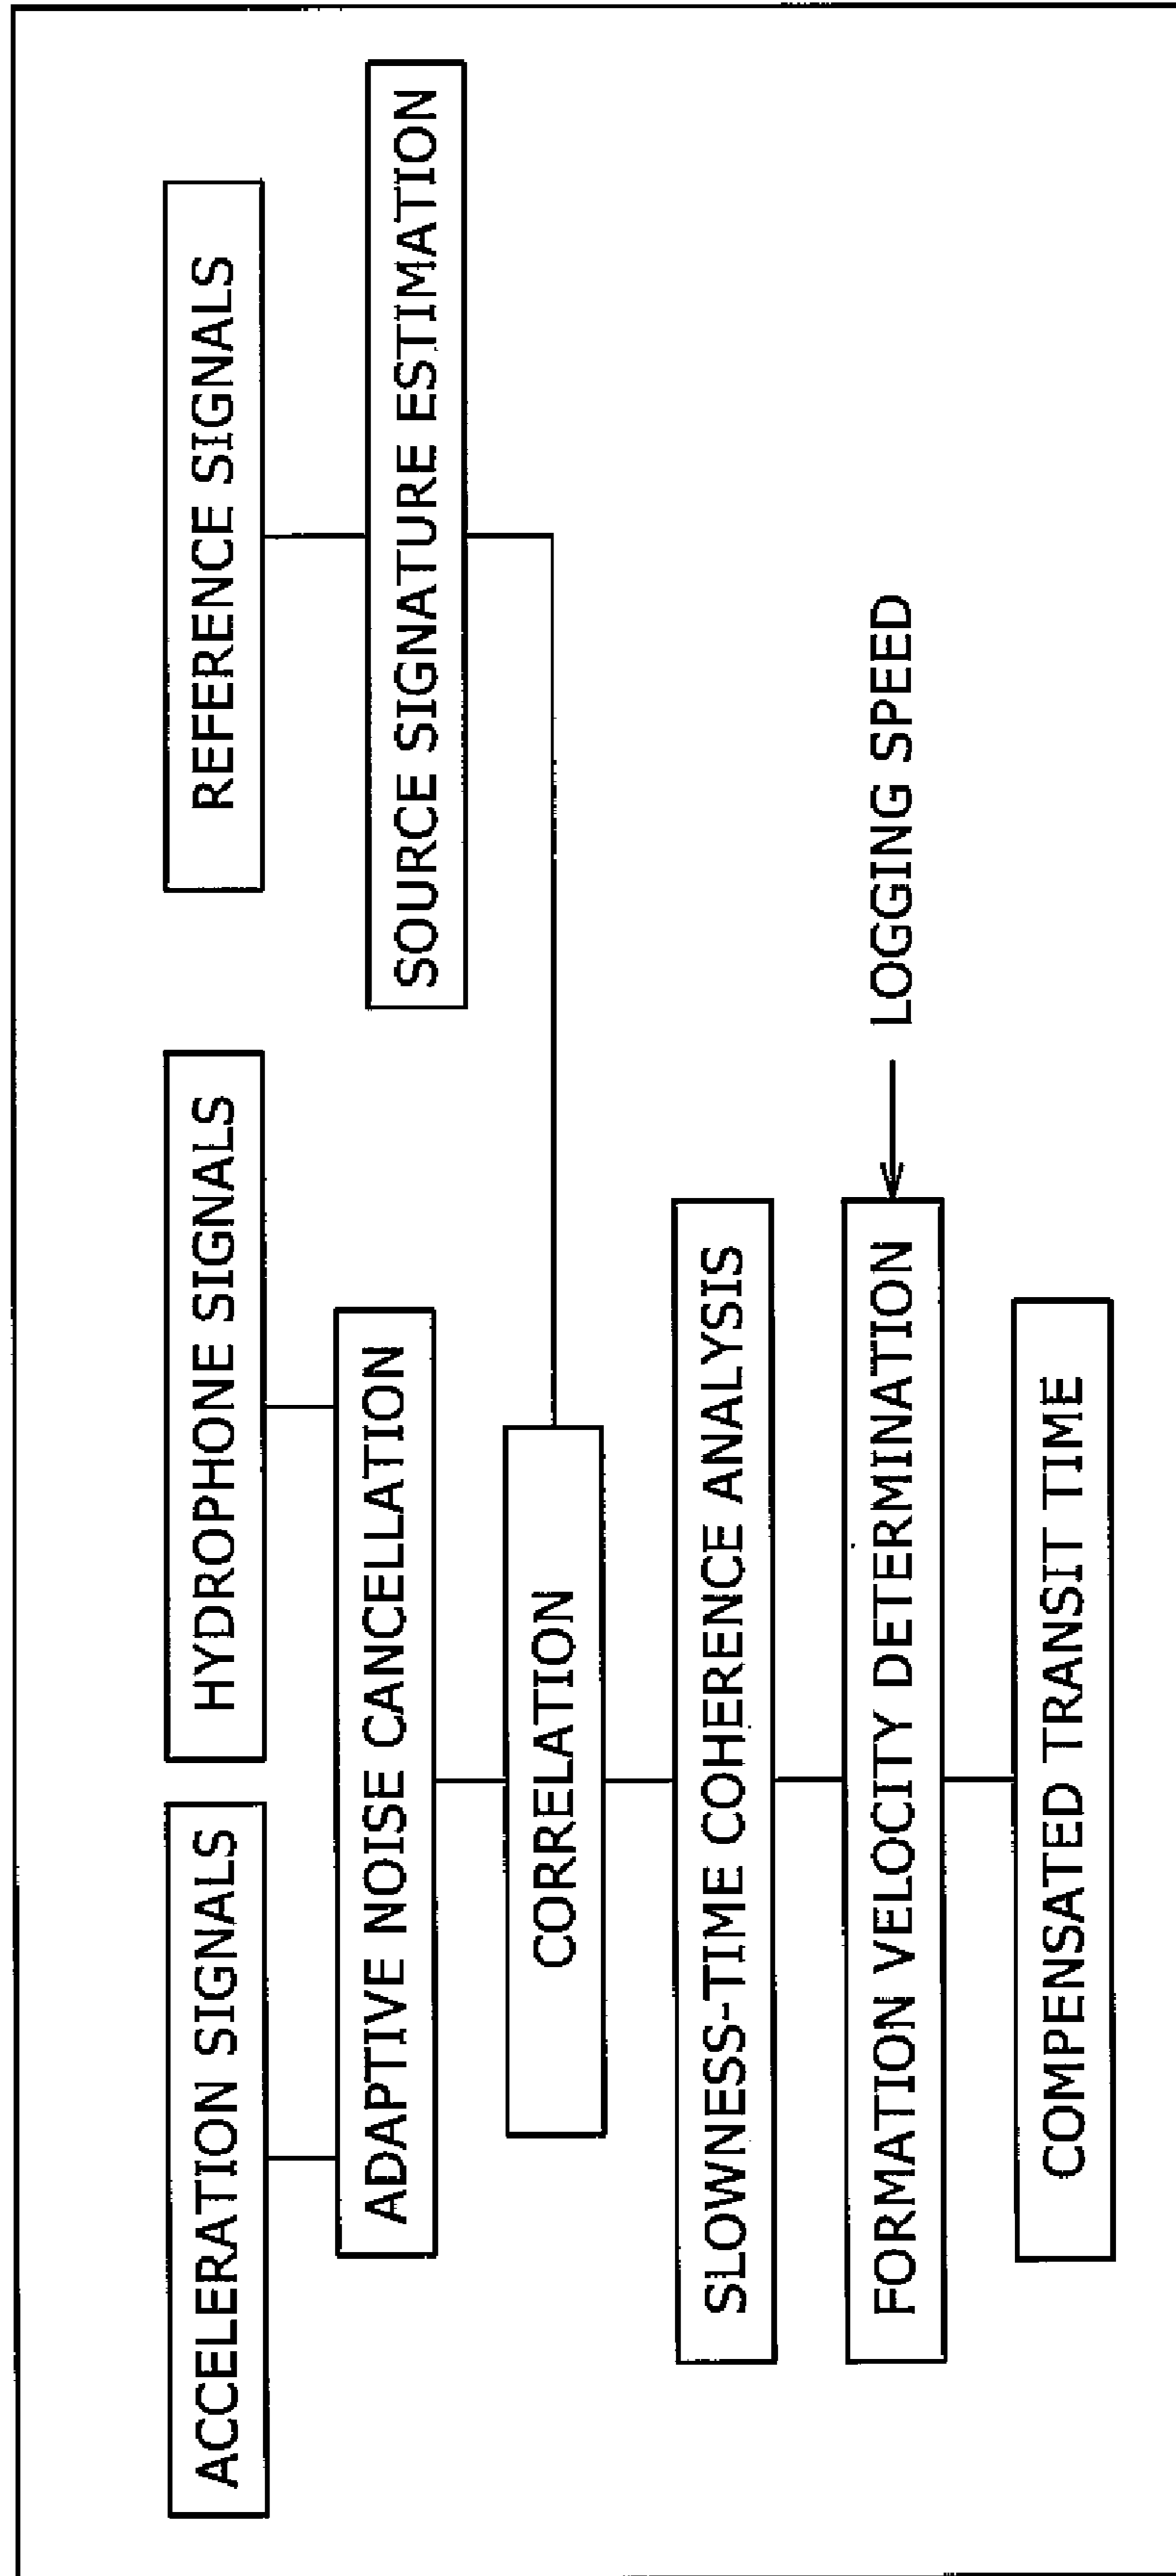 ACCELERATION SIGNALS
HYDROPHONE SIGNALS
REFERENCE SIGNALS
ADAPTIVE NOISE CANCELLATION
SOURCE SIGNATURE ESTIMATION
CORRELATION
SLOWNESS-TIME COHERENCE ANALYSIS
FORMATION VELOCITY DETERMINATION
LOGGING SPEED
COMPENSATED TRANSIT TIME